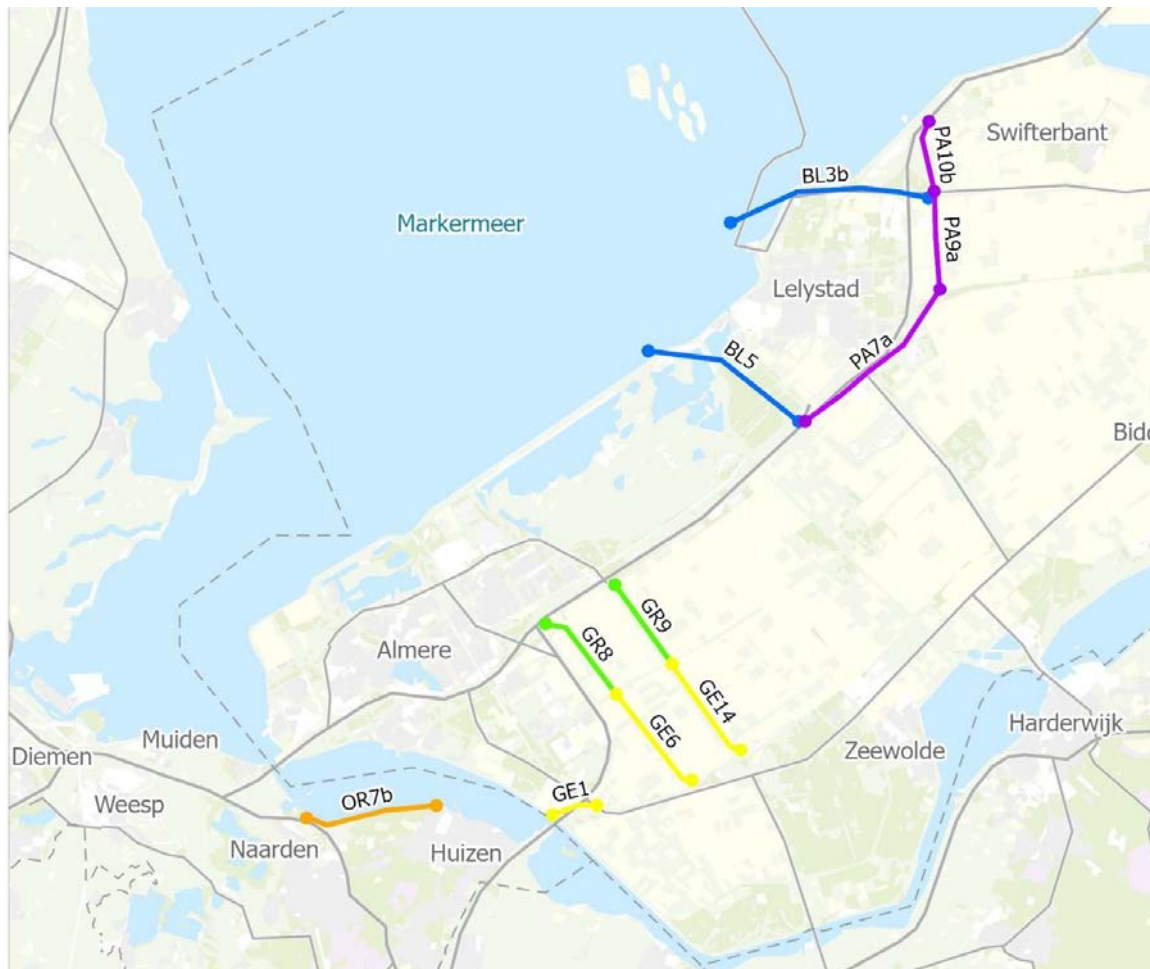 Swifterbant
PA10b
BL3b
Markermeer
PA9a
Lelystad
BL5
PA7a
Bidd
GR9
GR8
Almere
GE14
GE6
Harderwijk
Zeewolde
Muiden
Diemen
GE1
OR7b
Weesp
Naarden
Huizen